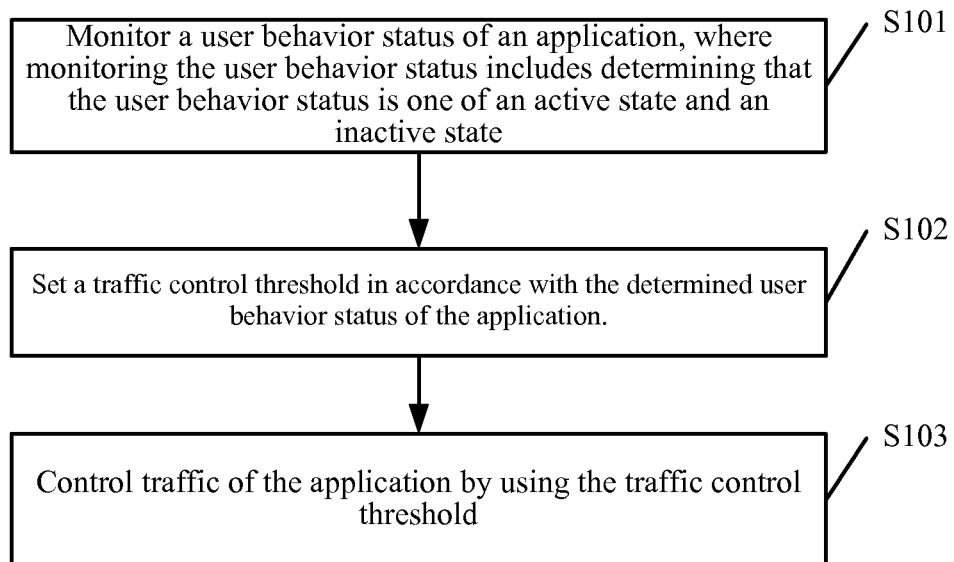 S101
Monitor a user behavior status of an application, where
monitoring the user behavior status includes determining that
the user behavior status is one of an active state and an
inactive state
S102
Set a traffic control threshold in accordance with the determined user
behavior status of the application.
S103
Control traffic of the application by using the traffic control
threshold